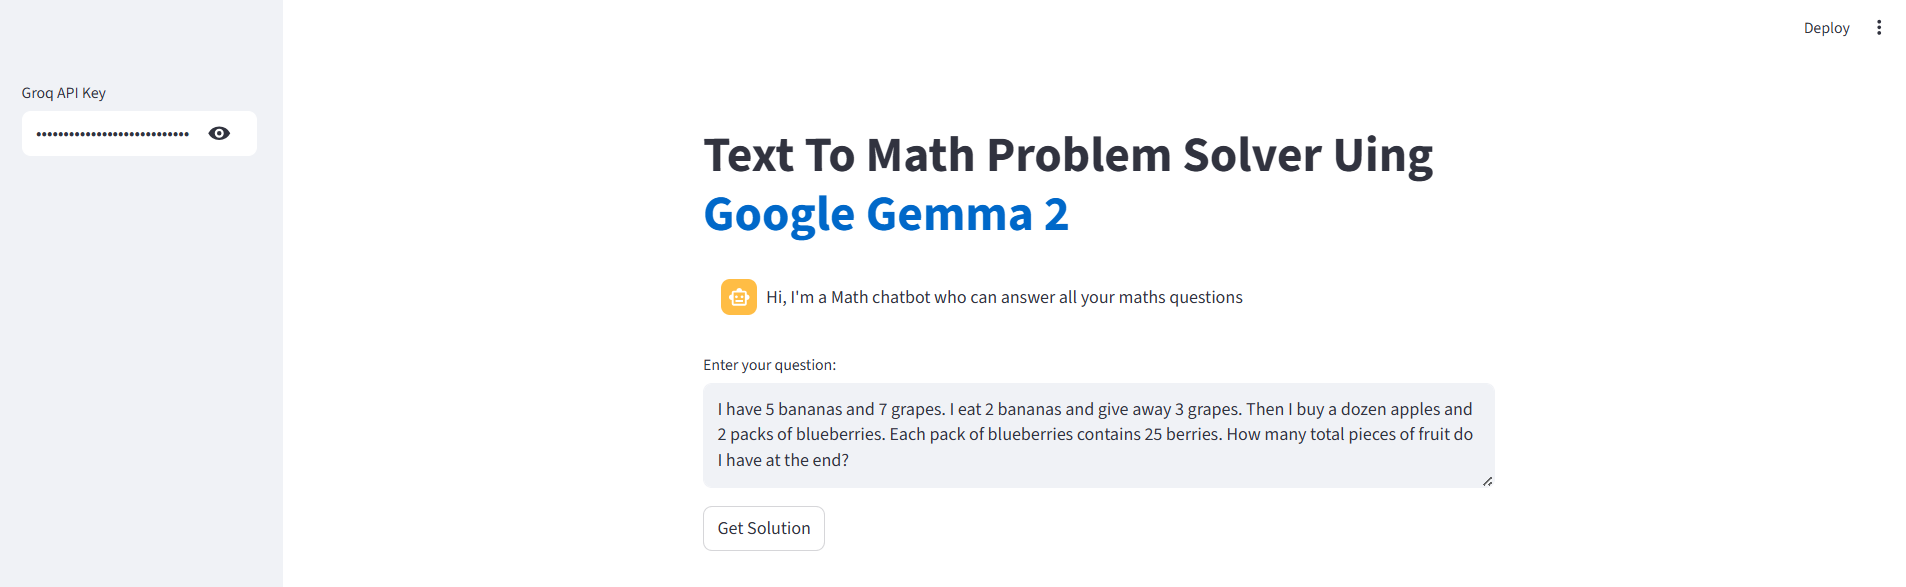 Deploy
Groq API Key
••••••••••••••••••••••••••••
Text To Math Problem Solver Uing
Google Gemma 2
Hi, I'm a Math chatbot who can answer all your maths questions
Enter your question:
I have 5 bananas and 7 grapes. I eat 2 bananas and give away 3 grapes. Then I buy a dozen apples and
2 packs of blueberries. Each pack of blueberries contains 25 berries. How many total pieces of fruit do
I have at the end?
Get Solution